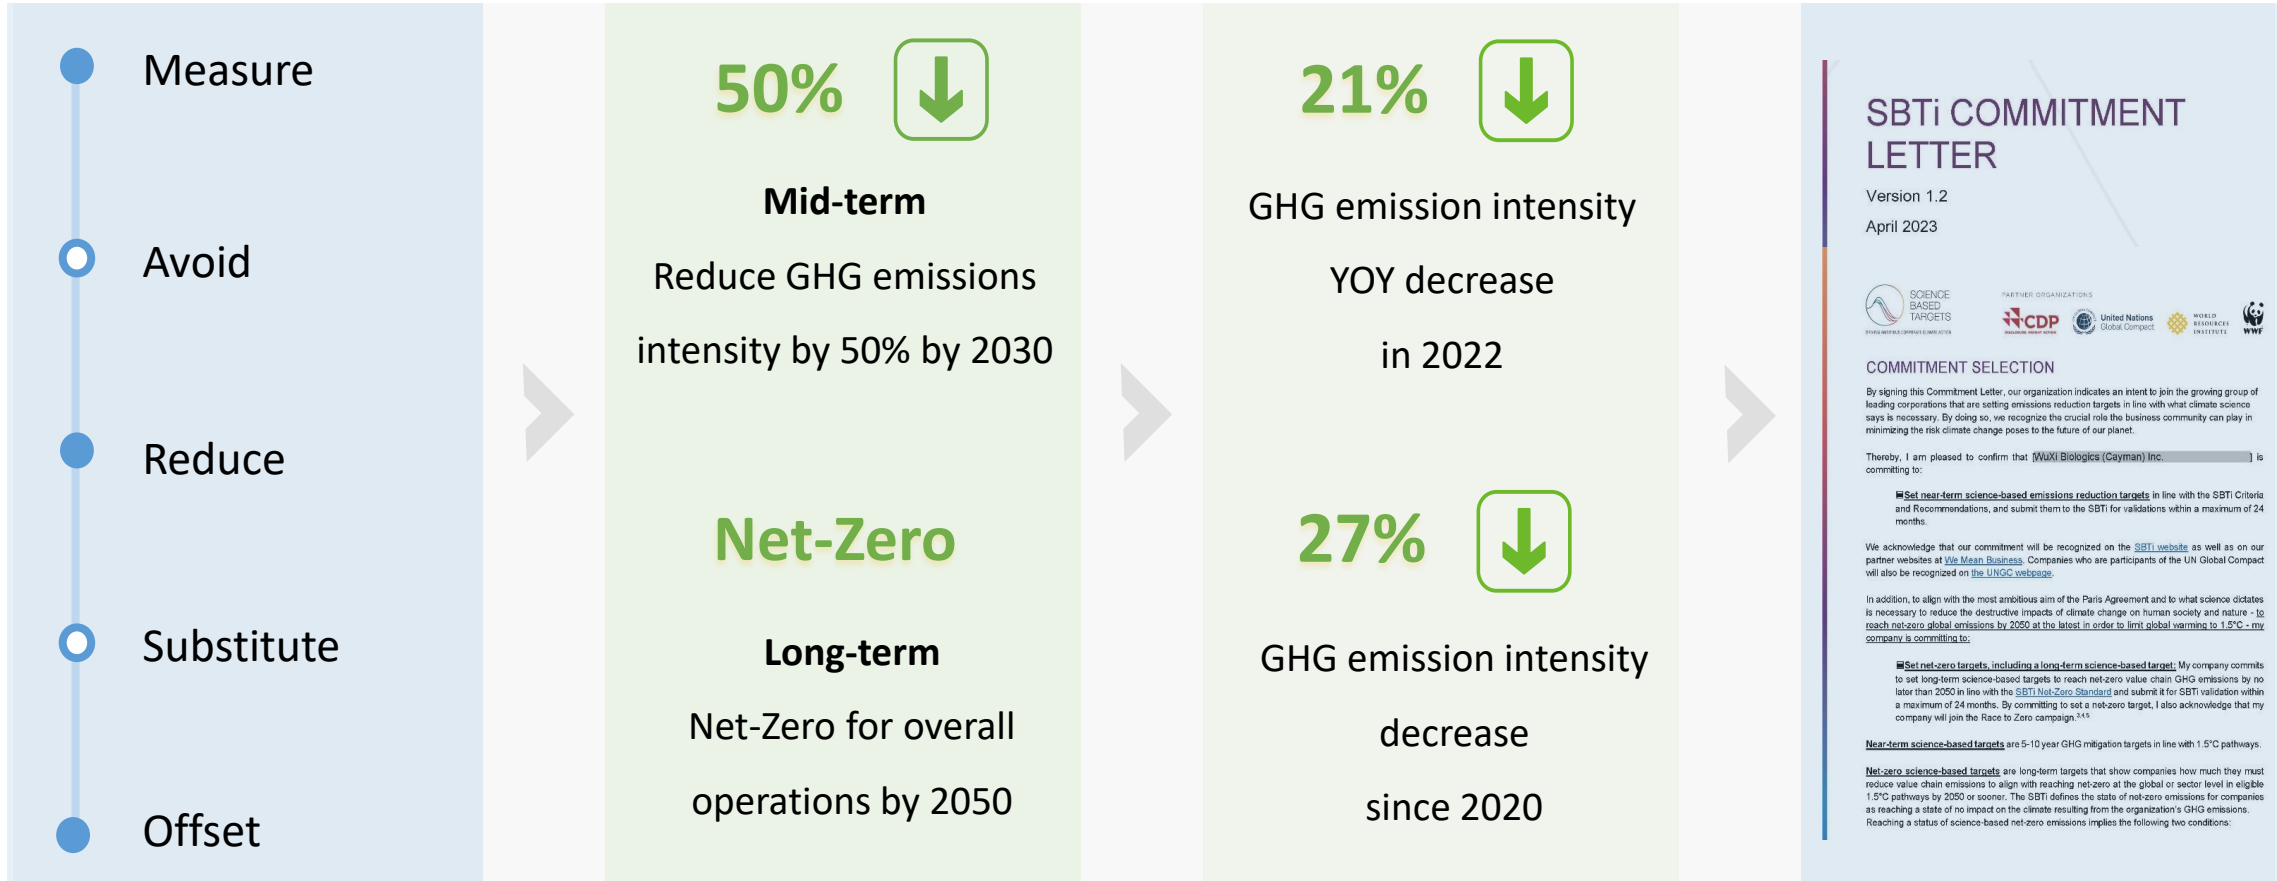 Measure
Avoid
Reduce
Substitute
Offset
50%
Mid-term
Reduce GHG emissions
intensity by 50% by 2030
Net-Zero
Long-term
Net-Zero for overall
operations by 2050
21%
GHG emission intensity
YOY decrease
in 2022
27%
GHG emission intensity
decrease
since 2020
SBTi COMMITMENT
LETTER
Version 1.2
April 2023
SCIENCE
BASED
TARGETS
DRIVING AMBITIOUS CORPORATE CLIMATE ACTION
PARTNER ORGANIZATIONS
CDP
DISCLOSURE INSIGHT ACTION
United Nations
Global Compact
WORLD
RESOURCES
INSTITUTE
WWF
COMMITMENT SELECTION
By signing this Commitment Letter, our organization indicates an intent to join the growing group of
leading corporations that are setting emissions reduction targets in line with what climate science
says is necessary. By doing so, we recognize the crucial role the business community can play in
minimizing the risk climate change poses to the future of our planet.
Thereby, I am pleased to confirm that [WuXi Biologics (Cayman) Inc. ] is
committing to:
Set near-term science-based emissions reduction targets in line with the SBTi Criteria
and Recommendations, and submit them to the SBTi for validations within a maximum of 24
months.
We acknowledge that our commitment will be recognized on the SBTi website as well as on our
partner websites at We Mean Business. Companies who are participants of the UN Global Compact
will also be recognized on the UNGC webpage.
In addition, to align with the most ambitious aim of the Paris Agreement and to what science dictates
is necessary to reduce the destructive impacts of climate change on human society and nature - to
reach net-zero global emissions by 2050 at the latest in order to limit global warming to 1.5°C - my
company is committing to:
Set net-zero targets, including a long-term science-based target: My company commits
to set long-term science-based targets to reach net-zero value chain GHG emissions by no
later than 2050 in line with the SBTi Net-Zero Standard and submit it for SBTi validation within
a maximum of 24 months. By committing to set a net-zero target, I also acknowledge that my
company will join the Race to Zero campaign.3,4,5
Near-term science-based targets are 5-10 year GHG mitigation targets in line with 1.5°C pathways.
Net-zero science-based targets are long-term targets that show companies how much they must
reduce value chain emissions to align with reaching net-zero at the global or sector level in eligible
1.5°C pathways by 2050 or sooner. The SBTi defines the state of net-zero emissions for companies
as reaching a state of no impact on the climate resulting from the organization's GHG emissions.
Reaching a status of science-based net-zero emissions implies the following two conditions: